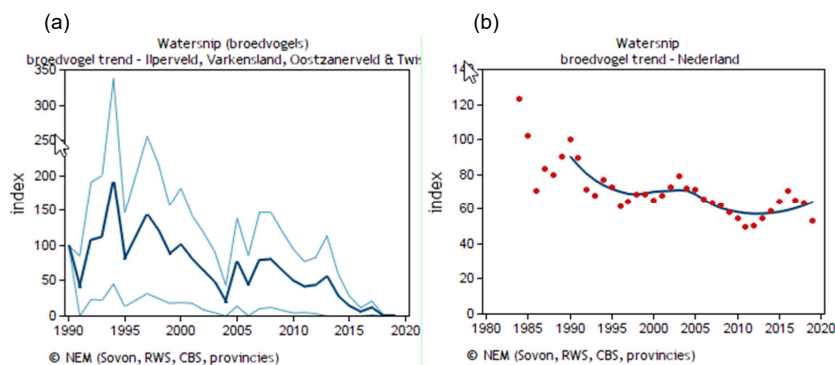 (a)
Watersnip (broedvogels)
broedvogel trend - Ilperveld, Varkensland, Oostzanerveld & Twis
350
300
250
200
150
100
50
0
index
1990 1995 2000 2005 2010 2015 2020
© NEM (Sovon, RWS, CBS, provincies)
(b)
Watersnip
broedvogel trend - Nederland
140
120
100
80
60
40
20
0
index
1980 1985 1990 1995 2000 2005 2010 2015 2020
© NEM (Sovon, RWS, CBS, provincies)